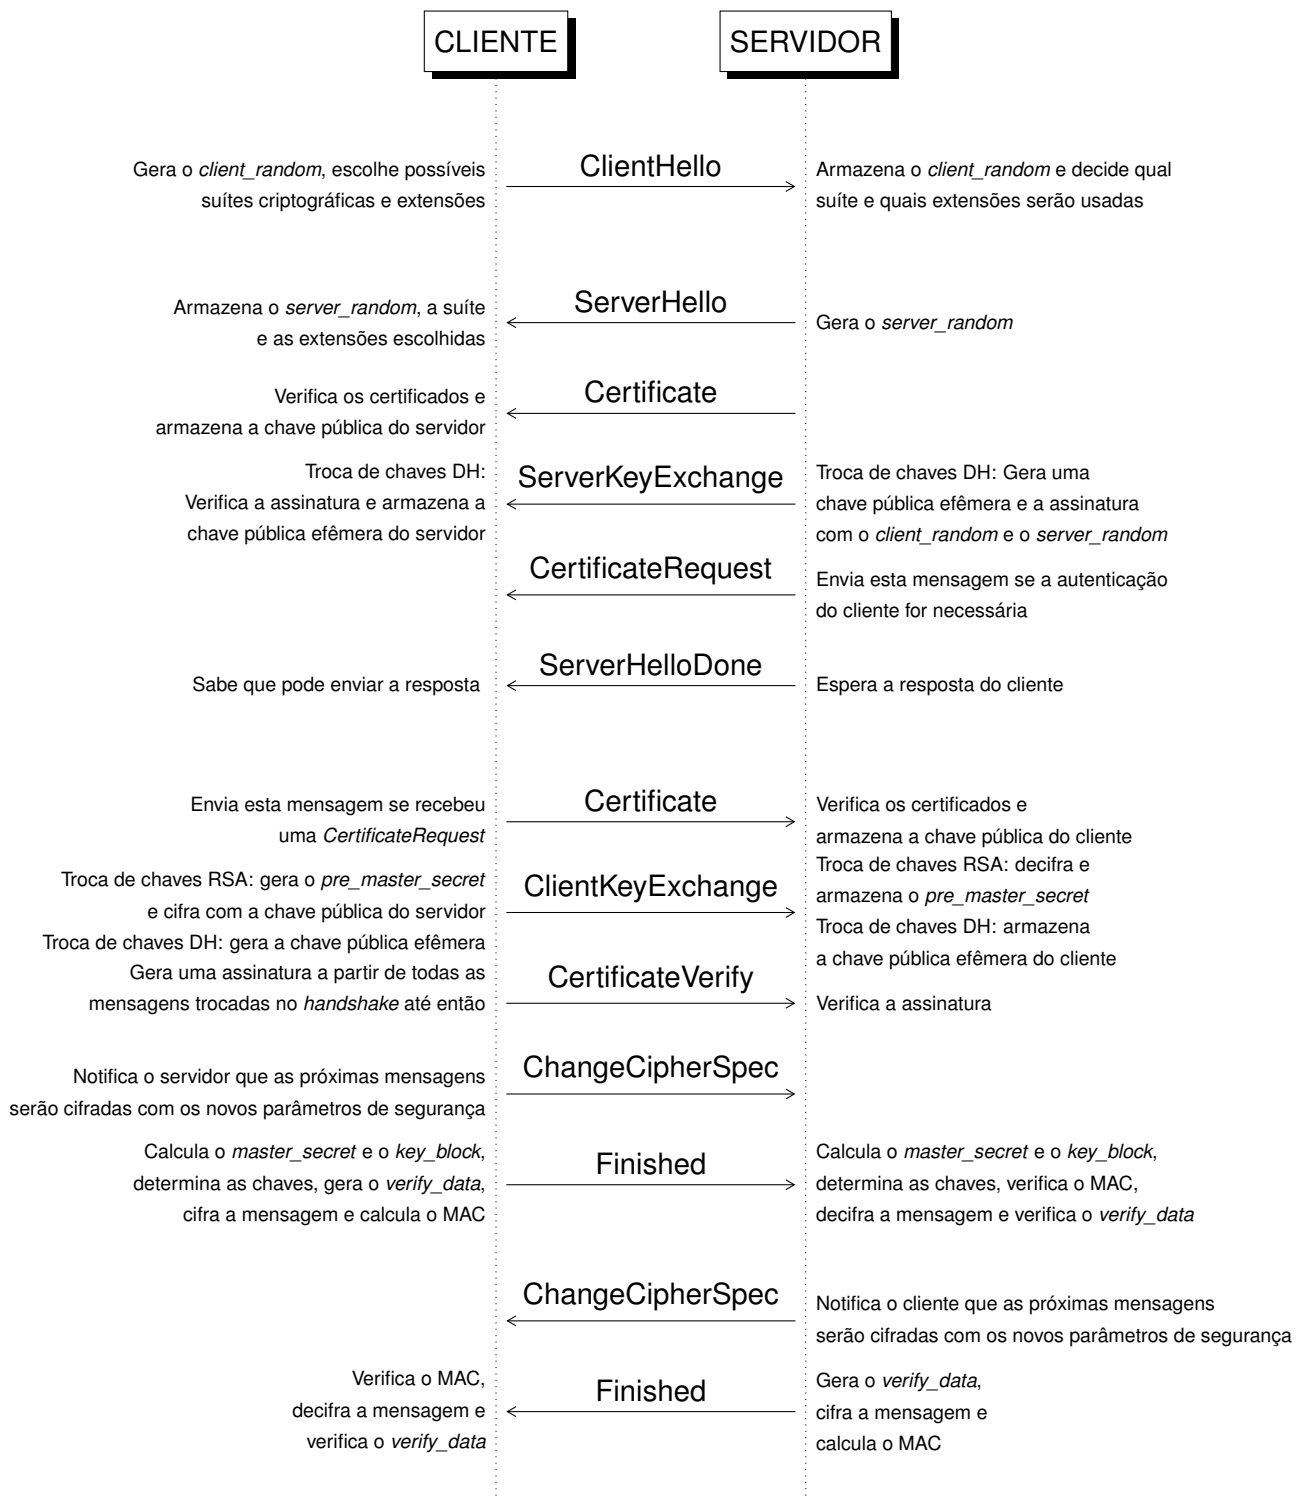 CLIENTE
SERVIDOR
ClientHello
Gera o client_random, escolhe possíveis
suítes criptográficas e extensões
Armazena o client_random e decide qual
suíte e quais extensões serão usadas
ServerHello
Armazena o server_random, a suíte
e as extensões escolhidas
Gera o server_random
Certificate
Verifica os certificados e
armazena a chave pública do servidor
ServerKeyExchange
Troca de chaves DH:
Verifica a assinatura e armazena a
chave pública efêmera do servidor
Troca de chaves DH: Gera uma
chave pública efêmera e a assinatura
com o client_random e o server_random
CertificateRequest
Envia esta mensagem se a autenticação
do cliente for necessária
ServerHelloDone
Sabe que pode enviar a resposta
Espera a resposta do cliente
Certificate
Envia esta mensagem se recebeu
uma CertificateRequest
Verifica os certificados e
armazena a chave pública do cliente
ClientKeyExchange
Troca de chaves RSA: gera o pre_master_secret
e cifra com a chave pública do servidor
Troca de chaves DH: gera a chave pública efêmera
Troca de chaves RSA: decifra e
armazena o pre_master_secret
Troca de chaves DH: armazena
a chave pública efêmera do cliente
CertificateVerify
Gera uma assinatura a partir de todas as
mensagens trocadas no handshake até então
Verifica a assinatura
ChangeCipherSpec
Notifica o servidor que as próximas mensagens
serão cifradas com os novos parâmetros de segurança
Finished
Calcula o master_secret e o key_block,
determina as chaves, gera o verify_data,
cifra a mensagem e calcula o MAC
Calcula o master_secret e o key_block,
determina as chaves, verifica o MAC,
decifra a mensagem e verifica o verify_data
ChangeCipherSpec
Notifica o cliente que as próximas mensagens
serão cifradas com os novos parâmetros de segurança
Finished
Verifica o MAC,
decifra a mensagem e
verifica o verify_data
Gera o verify_data,
cifra a mensagem e
calcula o MAC